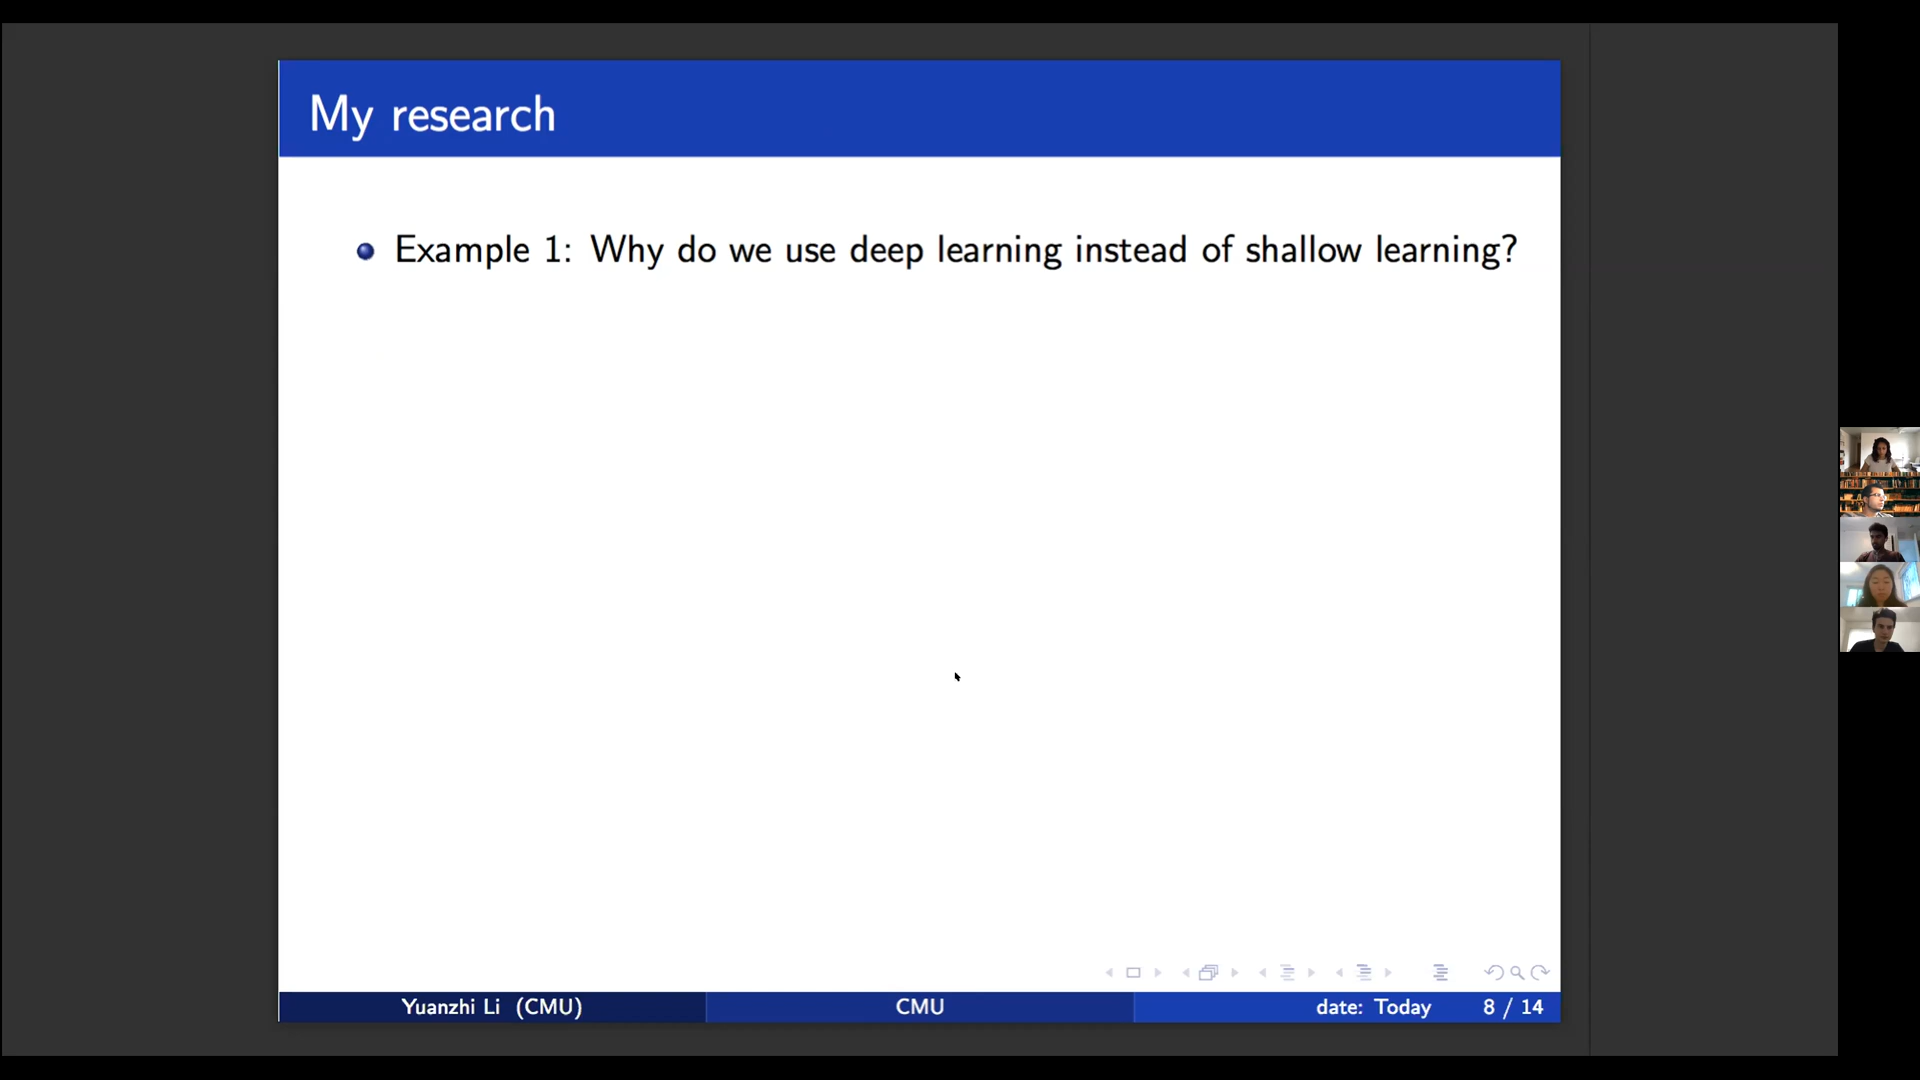 My research
Example 1: Why do we use deep learning instead of shallow learning?
Yuanzhi Li (CMU)
CMU
date: Today
8 / 14